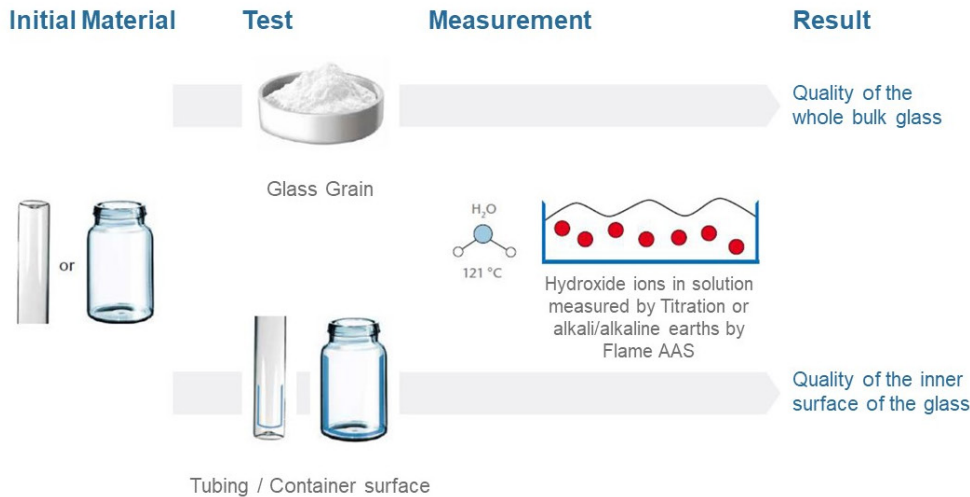 Initial Material
Test
Measurement
Result
Quality of the
whole bulk glass
Glass Grain
or
H₂O
121 °C
Hydroxide ions in solution
measured by Titration or
alkali/alkaline earths by
Flame AAS
Quality of the inner
surface of the glass
Tubing / Container surface